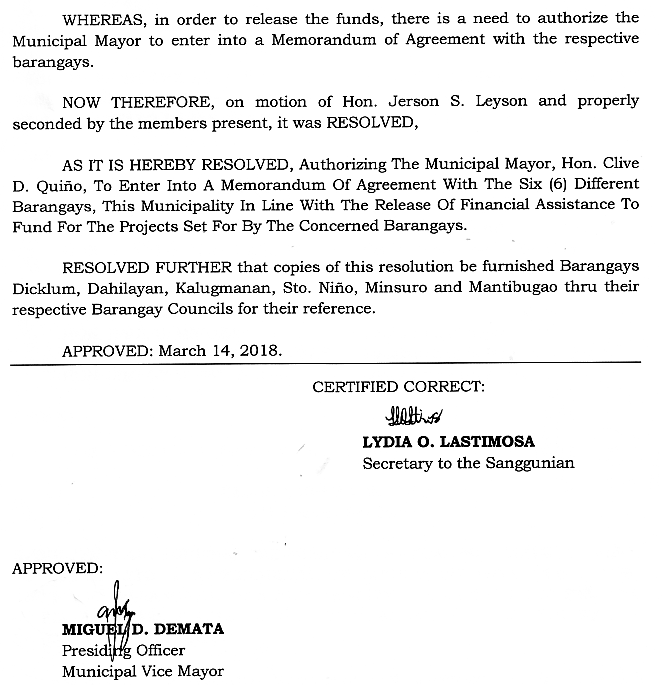 WHEREAS, in order to release the funds, there is a need to authorize the
Municipal Mayor to enter into a Memorandum of Agreement with the respective
barangays.
NOW THEREFORE, on motion of Hon. Jerson S. Leyson and properly
seconded by the members present, it was RESOLVED,
AS IT IS HEREBY RESOLVED, Authorizing The Municipal Mayor, Hon. Clive
D. Quiño, To Enter Into A Memorandum Of Agreement With The Six (6) Different
Barangays, This Municipality In Line With The Release Of Financial Assistance To
Fund For The Projects Set For By The Concerned Barangays.
RESOLVED FURTHER that copies of this resolution be furnished Barangays
Dicklum, Dahilayan, Kalugmanan, Sto. Niño, Minsuro and Mantibugao thru their
respective Barangay Councils for their reference.
APPROVED: March 14, 2018.
CERTIFIED CORRECT:
LYDIA O. LASTIMOSA
Secretary to the Sanggunian
APPROVED:
MIGUEL D. DEMATA
Presiding Officer
Municipal Vice Mayor